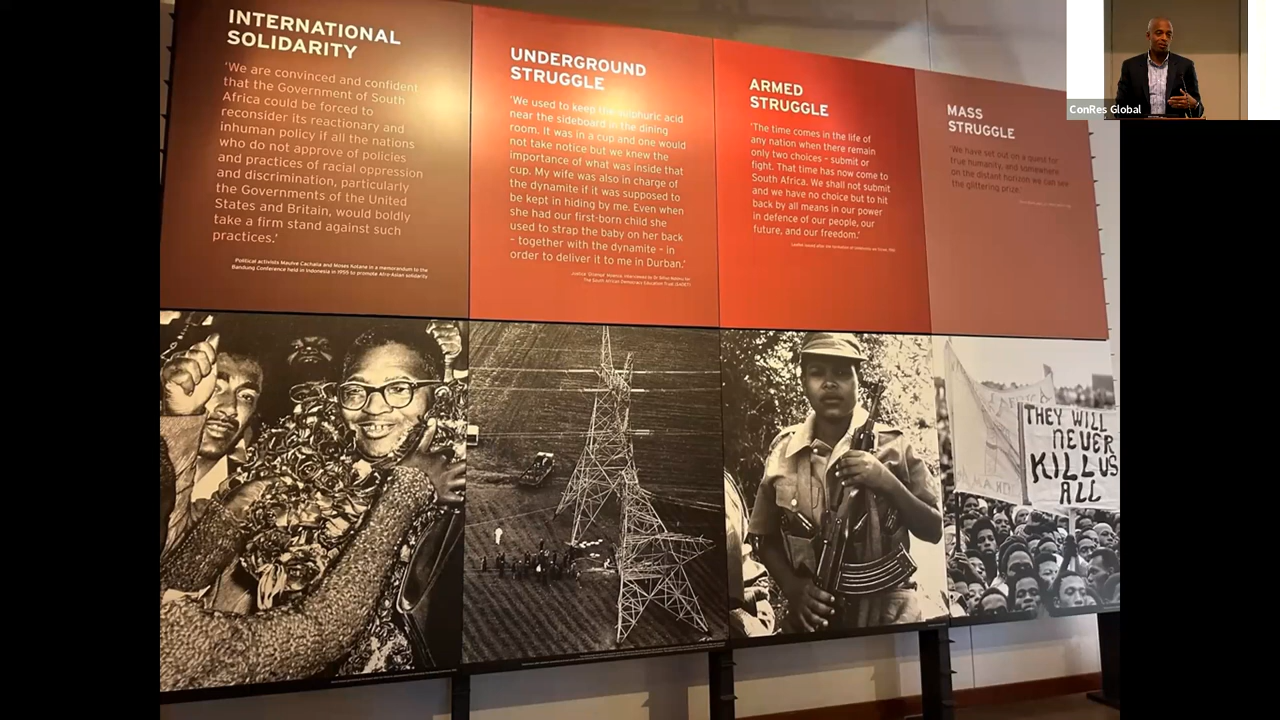 INTERNATIONAL
SOLIDARITY
'We are convinced and confident
that the Government of South
Africa could be forced to
reconsider its reactionary and
inhuman policy if all the nations
who do not approve of policies
and practices of racial oppression
and discrimination, particularly
the Governments of the United
States and Britain, would boldly
take a firm stand against such
practices.'
Political activists Maulvi Cachalia and Moses Kotane in a memorandum to the
Bandung Conference held in Indonesia in 1955 to promote Afro-Asian solidarity
UNDERGROUND
STRUGGLE
'We used to keep the sulphuric acid
near the sideboard in the dining
room. It was in a cup and one would
not take notice but we knew the
importance of what was inside that
cup. My wife was also in charge of
the dynamite if it was supposed to
be kept in hiding by me. Even when
she had our first-born child she
used to strap the baby on her back
– together with the dynamite – in
order to deliver it to me in Durban.'
The South African Democracy Education Trust (SADET)
ARMED
STRUGGLE
'The time comes in the life of
any nation when there remain
only two choices – submit or
fight. That time has now come to
South Africa. We shall not submit
and we have no choice but to hit
back by all means in our power
in defence of our people, our
future, and our freedom.'
MASS
STRUGGLE
'We have set out on a quest for
true humanity, and somewhere
on the distant horizon we can see
the glittering prize.'
THEY WILL
NEVER
KILL US
ALL
ConRes Global